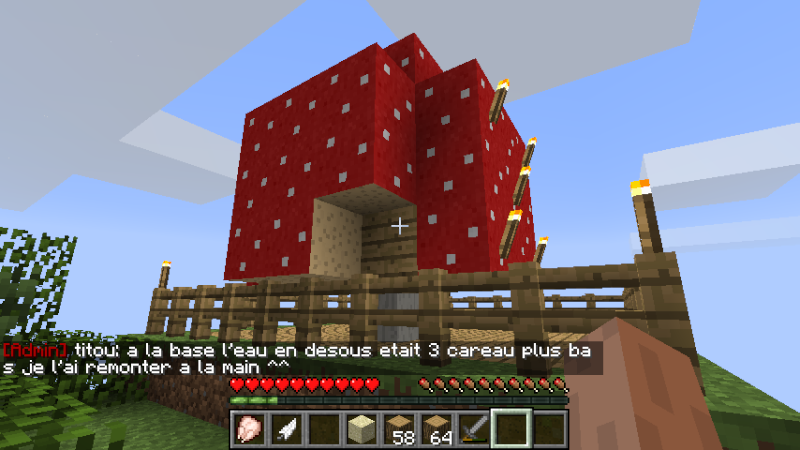 [Admin] titou: a la base l'eau en desous etait 3 careau plus ba
s je l'ai remonter a la main ^^
58 64